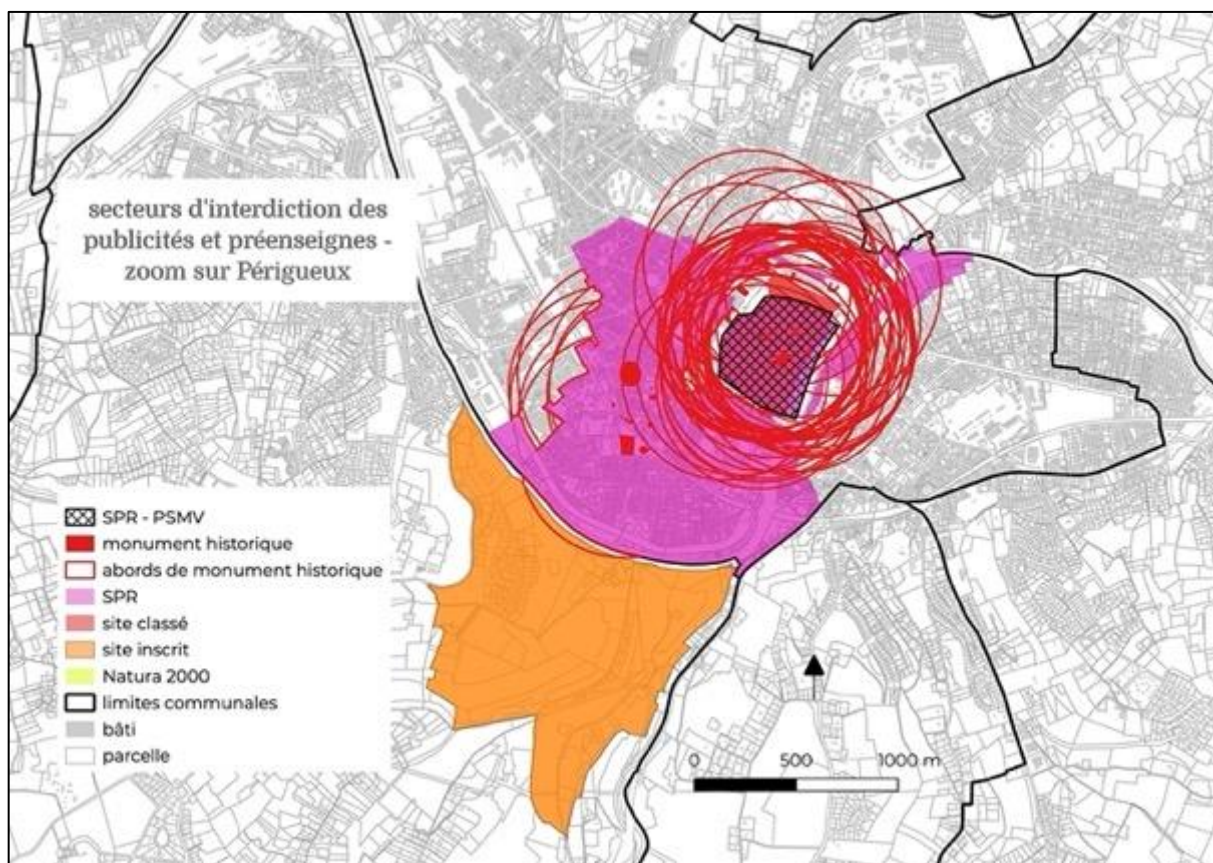 secteurs d'interdiction des
publicités et préenseignes -
zoom sur Périgueux
SPR - PSMV
monument historique
abords de monument historique
SPR
site classé
site inscrit
Natura 2000
limites communales
bâti
parcelle
0 500 1000 m